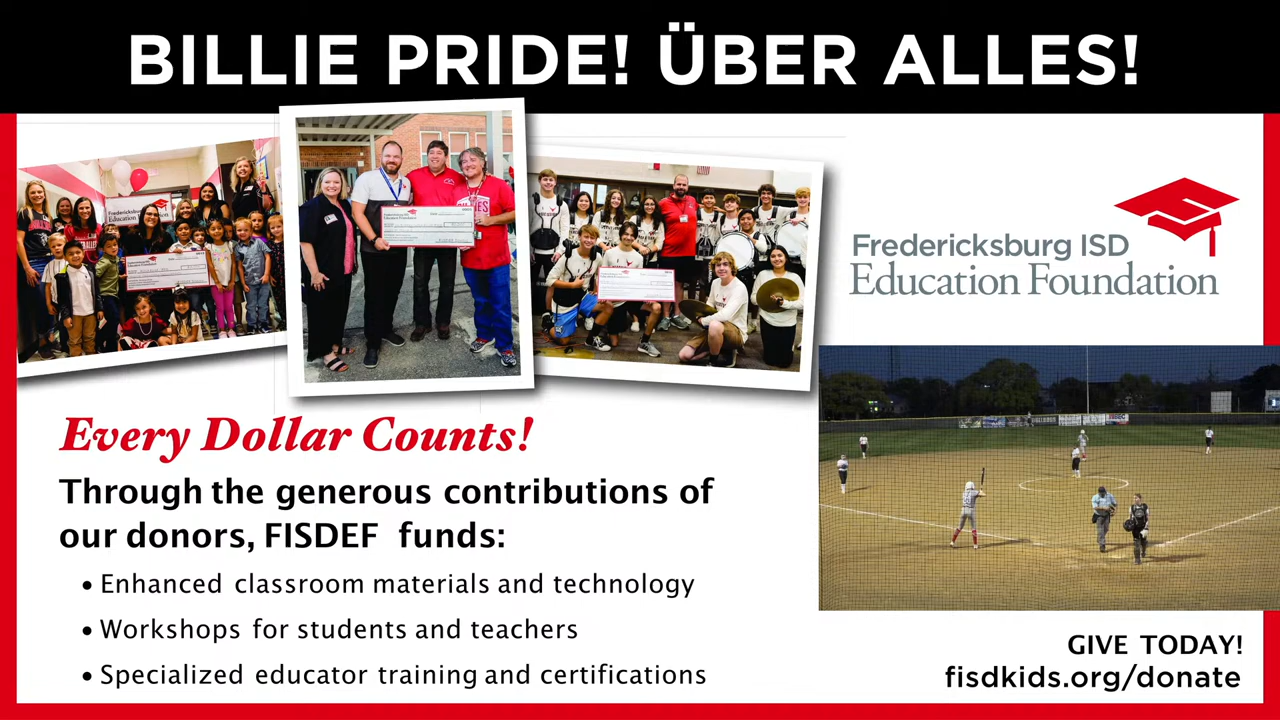 BILLIE PRIDE! ÜBER ALLES!
Fredericksburg ISD
Education Foundation
Every Dollar Counts!
Through the generous contributions of
our donors, FISDEF funds:
• Enhanced classroom materials and technology
• Workshops for students and teachers
• Specialized educator training and certifications
GIVE TODAY!
fisdkids.org/donate